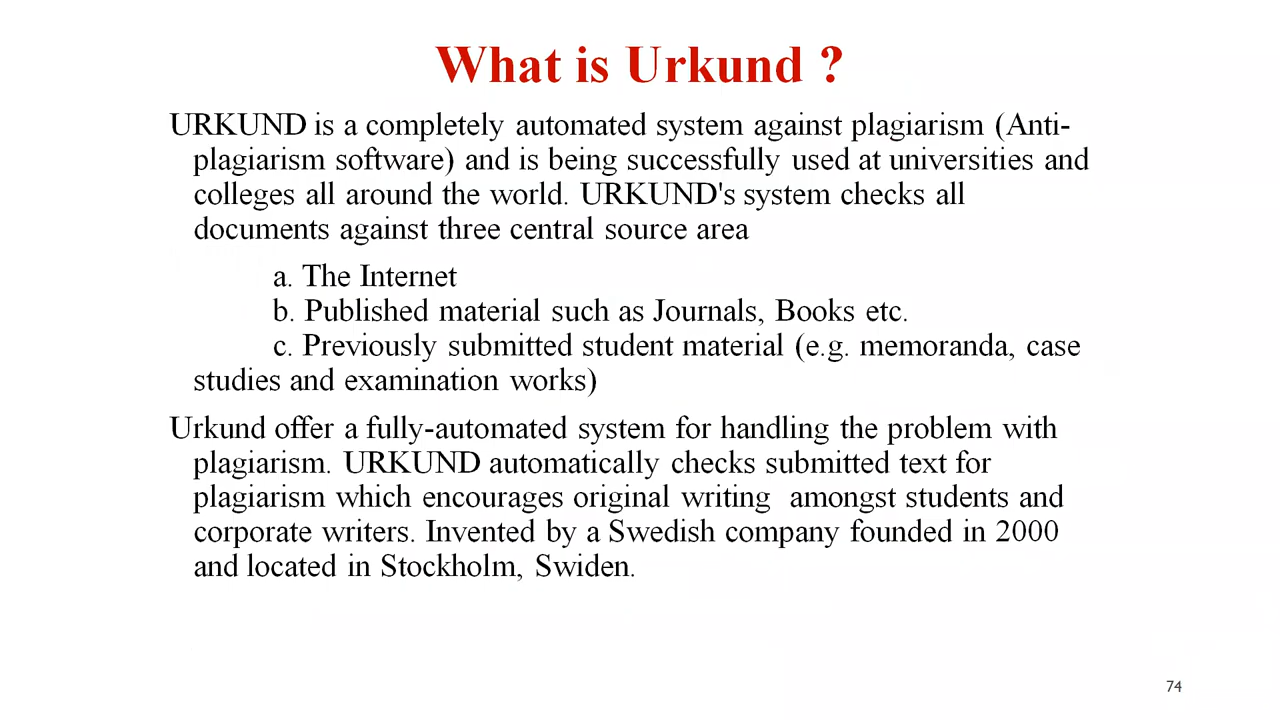 What is Urkund ?
URKUND is a completely automated system against plagiarism (Anti-
plagiarism software) and is being successfully used at universities and
colleges all around the world. URKUND's system checks all
documents against three central source area
a. The Internet
b. Published material such as Journals, Books etc.
c. Previously submitted student material (e.g. memoranda, case
studies and examination works)
Urkund offer a fully-automated system for handling the problem with
plagiarism. URKUND automatically checks submitted text for
plagiarism which encourages original writing  amongst students and
corporate writers. Invented by a Swedish company founded in 2000
and located in Stockholm, Swiden.
74